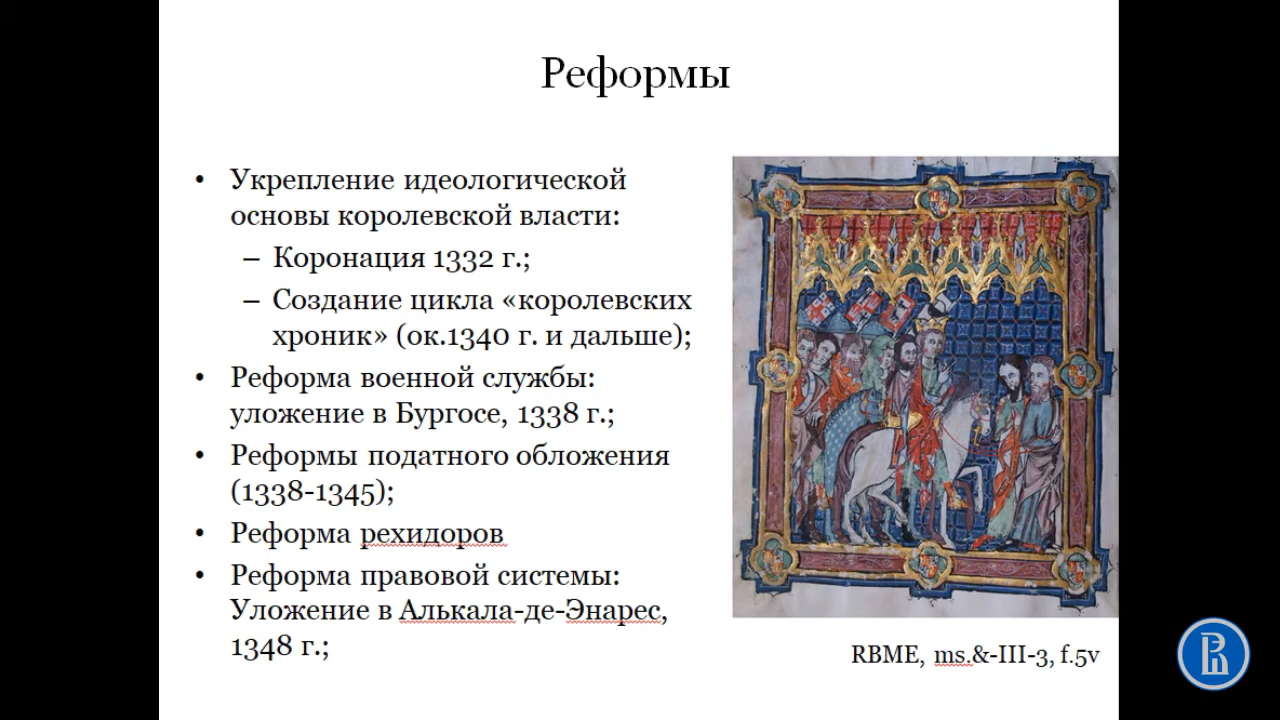 Реформы
• Укрепление идеологической
основы королевской власти:
– Коронация 1332 г.;
– Создание цикла «королевских
хроник» (ок.1340 г. и дальше);
• Реформа военной службы:
уложение в Бургосе, 1338 г.;
• Реформы податного обложения
(1338-1345);
• Реформа рехидоров
• Реформа правовой системы:
Уложение в Алькала-де-Энарес,
1348 г.;
RBME, ms.&-III-3, f.5v